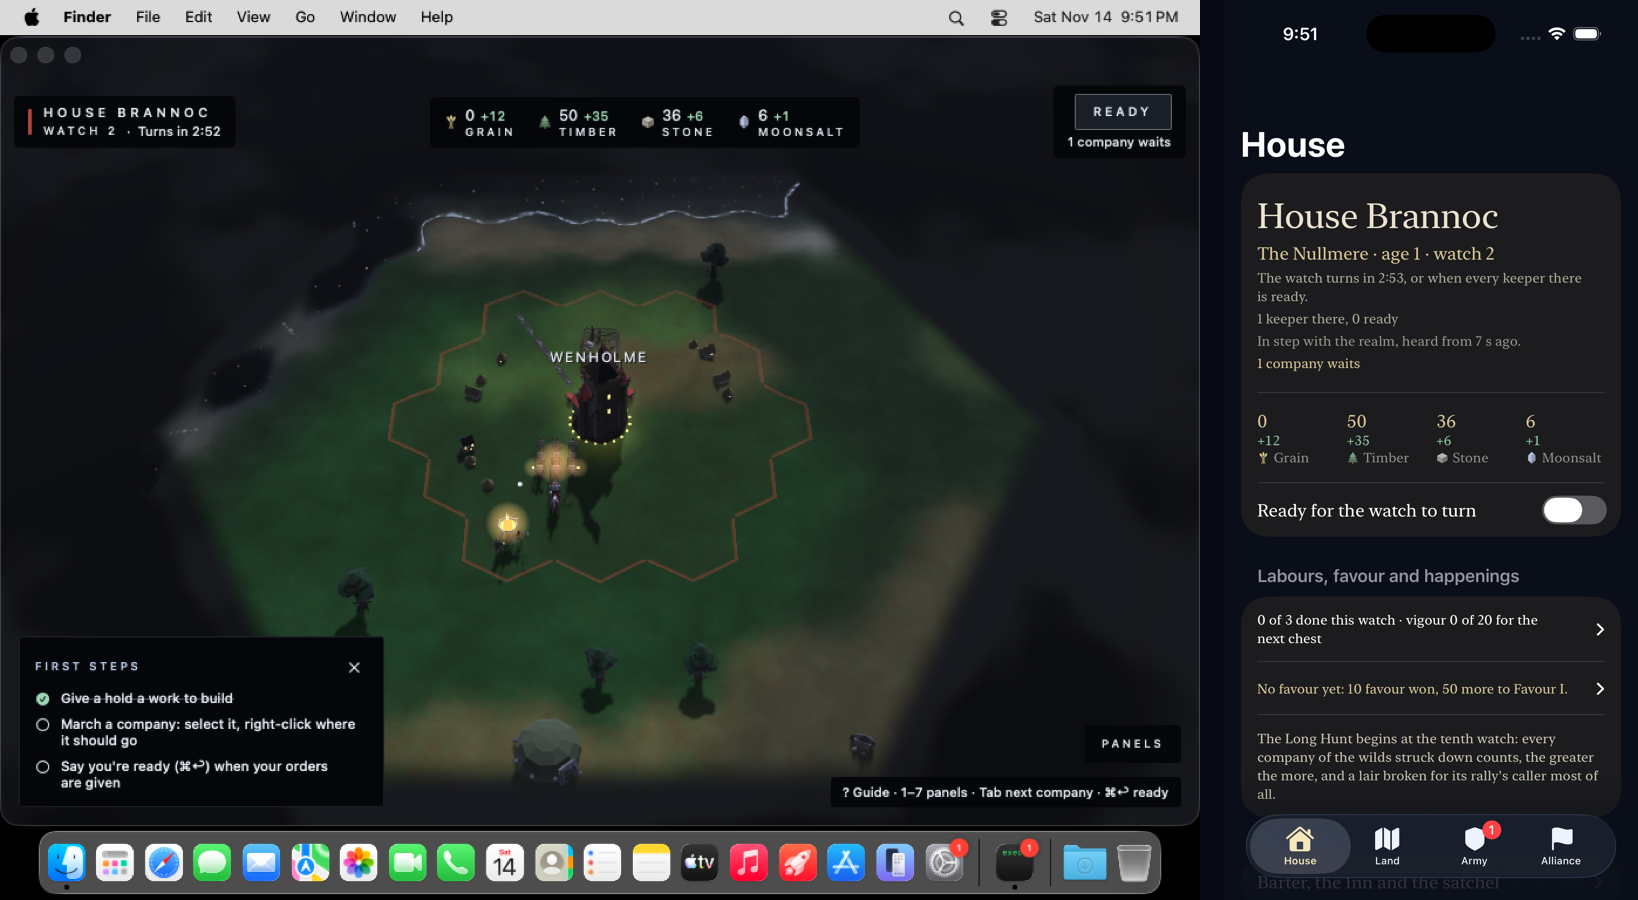 Finder File Edit View Go Window Help
Sat Nov 14 9:51 PM
HOUSE BRANNOC
WATCH 2 · Turns in 2:52
0 +12
GRAIN
50 +35
TIMBER
36 +6
STONE
6 +1
MOONSALT
READY
1 company waits
WENHOLME
FIRST STEPS
Give a hold a work to build
March a company: select it, right-click where
it should go
Say you're ready (⌘⏎) when your orders
are given
PANELS
? Guide · 1–7 panels · Tab next company · ⌘⏎ ready
Sat
14
tv
1
exec
1
9:51
House
House Brannoc
The Nullmere · age 1 · watch 2
The watch turns in 2:53, or when every keeper there
is ready.
1 keeper there, 0 ready
In step with the realm, heard from 7 s ago.
1 company waits
0
+12
Grain
50
+35
Timber
36
+6
Stone
6
+1
Moonsalt
Ready for the watch to turn
Labours, favour and happenings
0 of 3 done this watch · vigour 0 of 20 for the
next chest
No favour yet: 10 favour won, 50 more to Favour I.
The Long Hunt begins at the tenth watch: every
company of the wilds struck down counts, the greater
the more, and a lair broken for its rally's caller most of
all.
House
Land
1
Army
Alliance
Barter, the Inn and the satchel